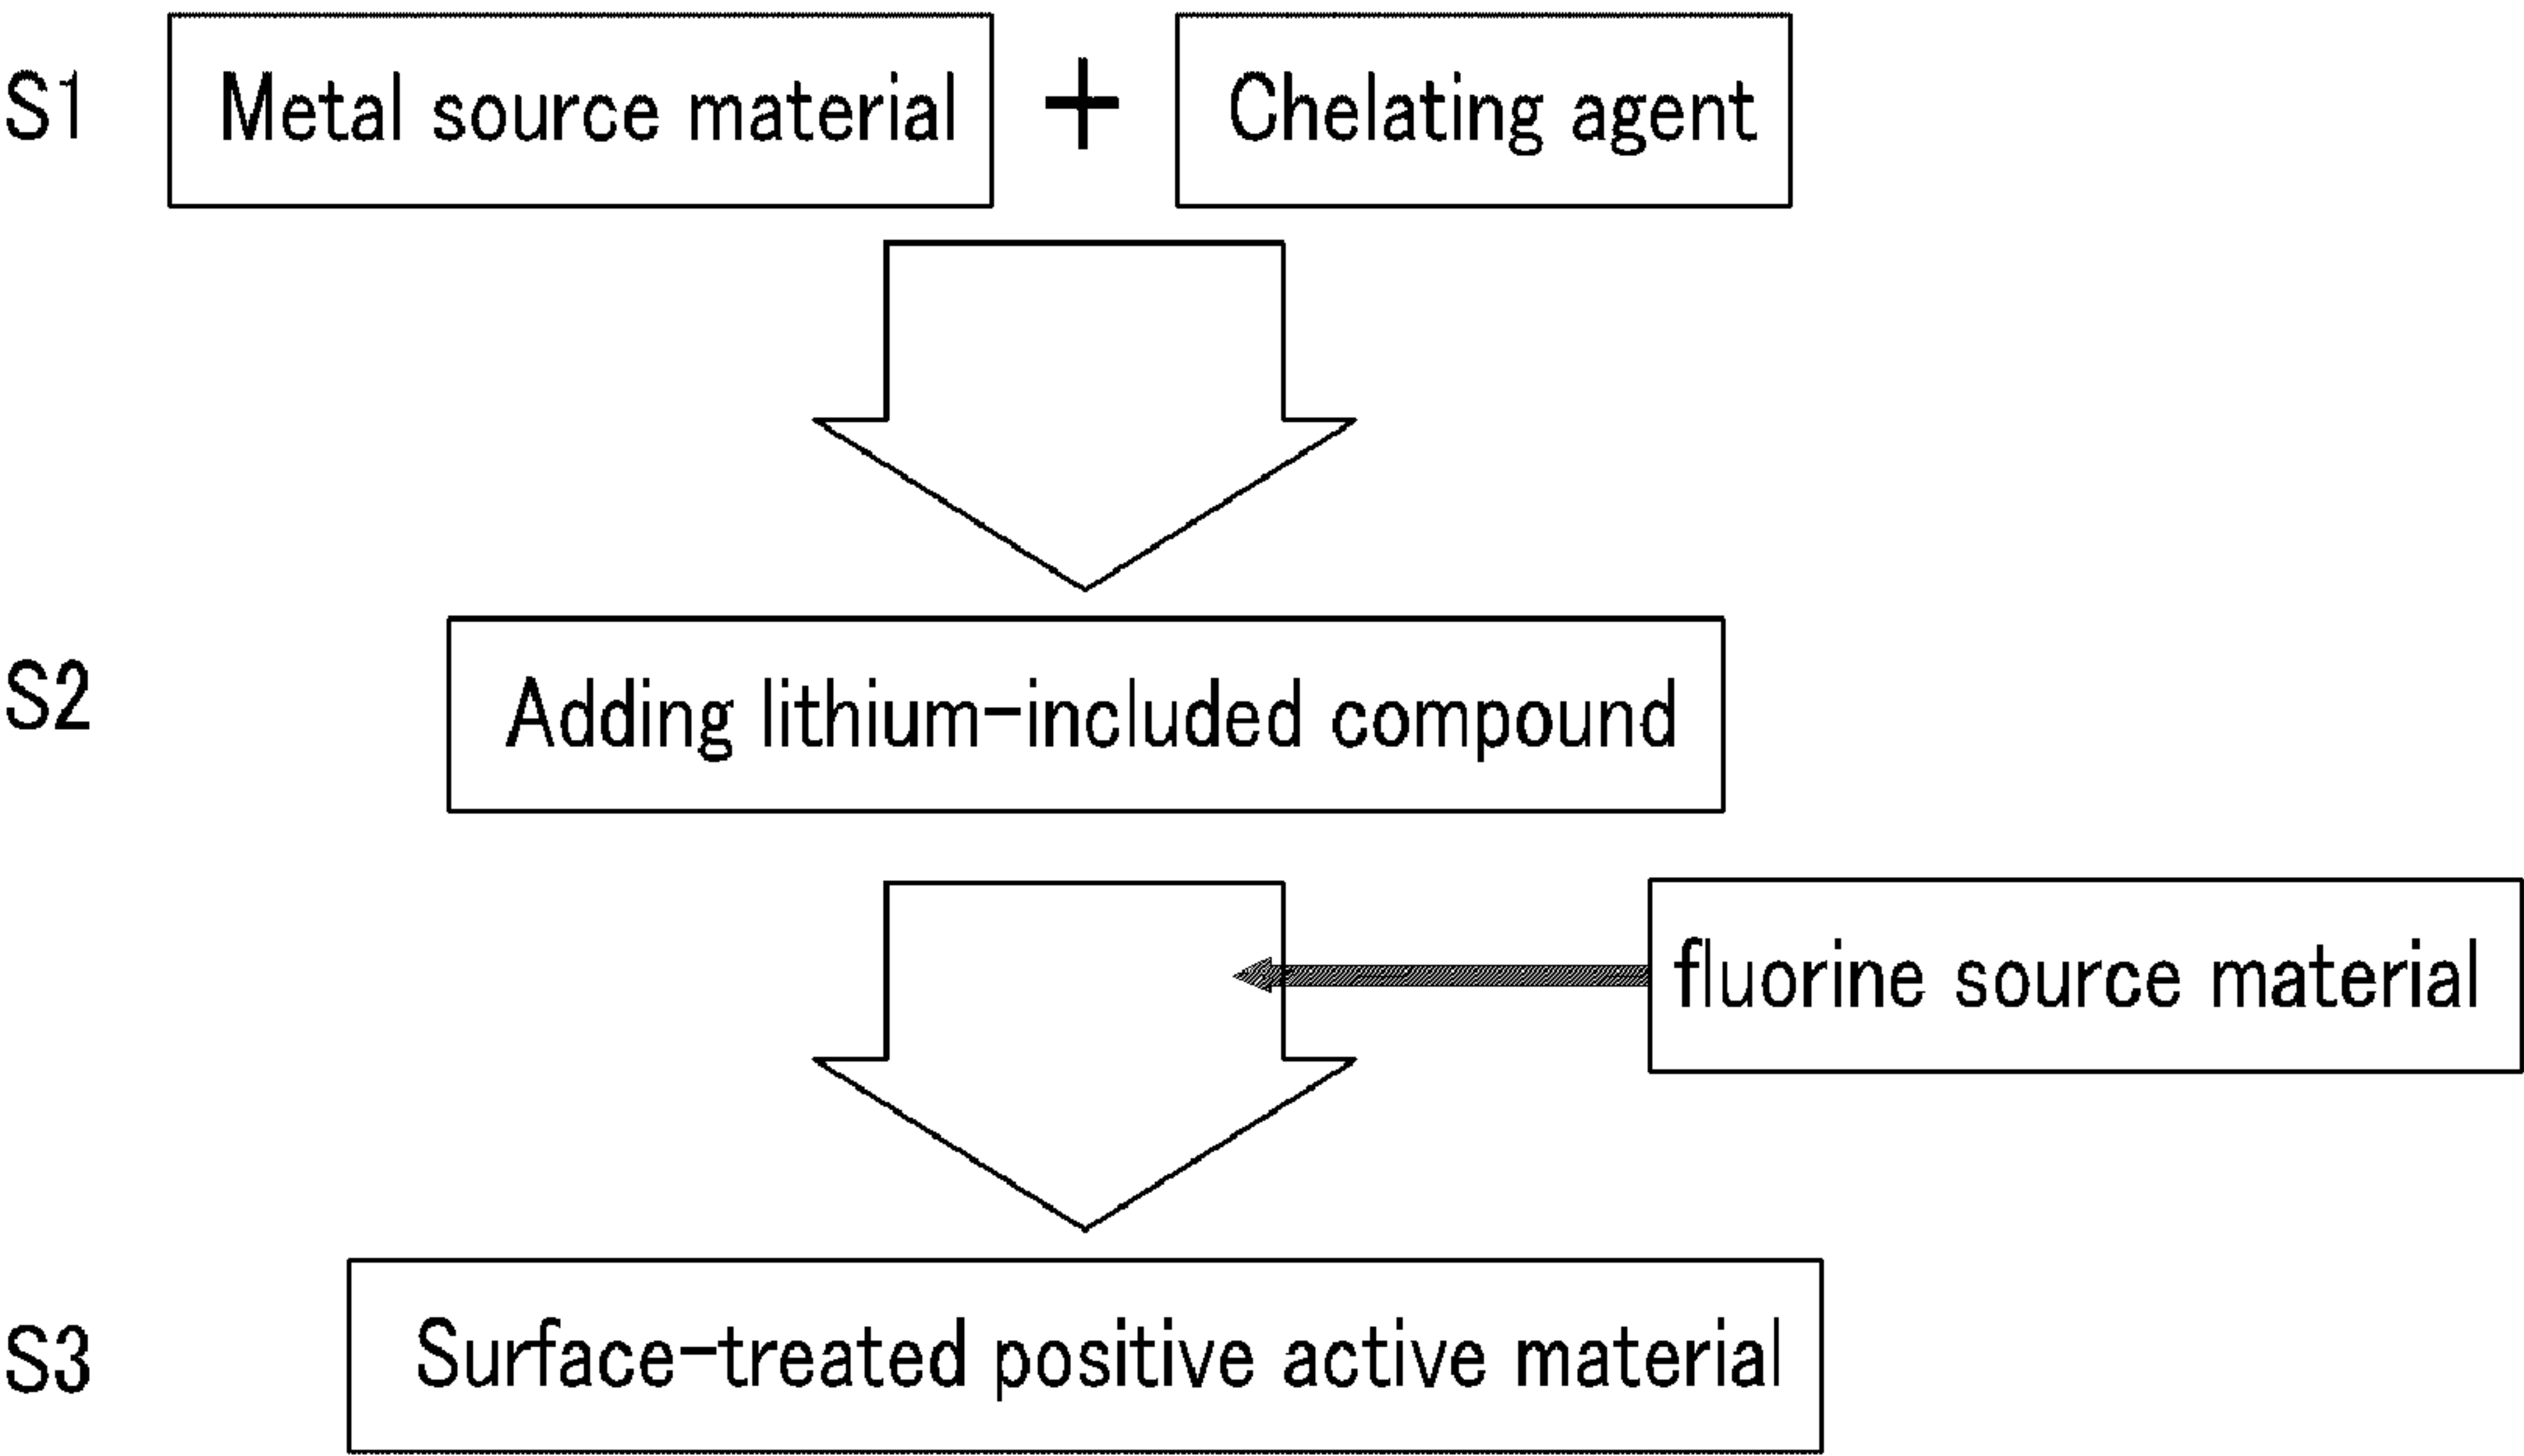 S1 Metal source material + Chelating agent
S2 Adding lithium-included compound
fluorine source material
S3 Surface-treated positive active material